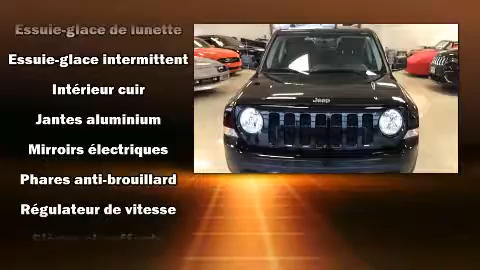 Essuie-glace de lunette
Essuie-glace intermittent
Intérieur cuir
Jantes aluminium
Mirroirs électriques
Phares anti-brouillard
Régulateur de vitesse
Jeep